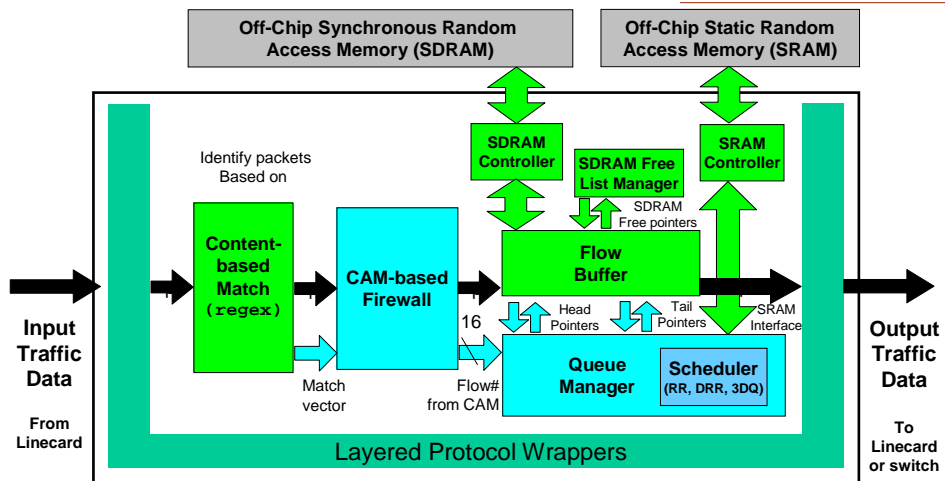 Off-Chip Synchronous Random
Access Memory (SDRAM)
Off-Chip Static Random
Access Memory (SRAM)
SDRAM
Controller
SDRAM Free
List Manager
SRAM
Controller
Identify packets
Based on
SDRAM
Free pointers
Content-
based
Match
(regex)
CAM-based
Firewall
Flow
Buffer
Input
Traffic
Data
From
Linecard
16
Head
Pointers
Tail
Pointers
SRAM
Interface
Match
vector
Flow#
from CAM
Queue
Manager
Scheduler
(RR, DRR, 3DQ)
Output
Traffic
Data
To
Linecard
or switch
Layered Protocol Wrappers